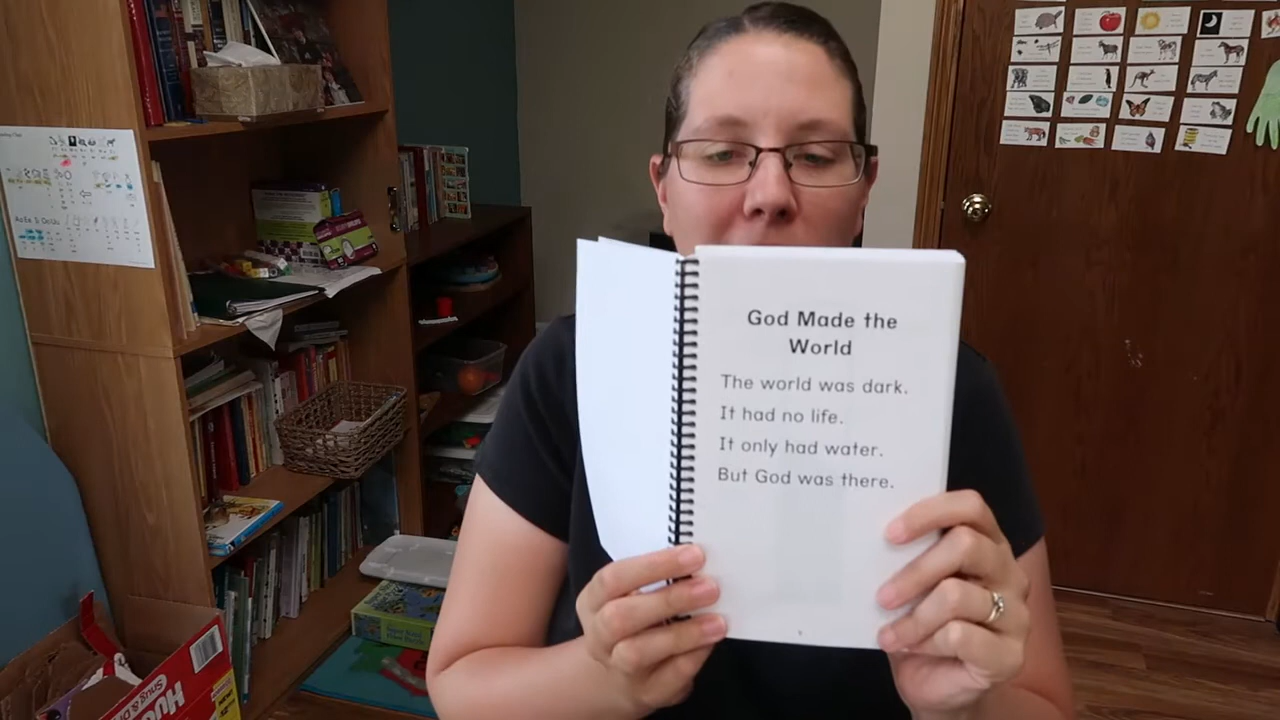 God Made the
World
The world was dark.
It had no life.
It only had water.
But God was there.